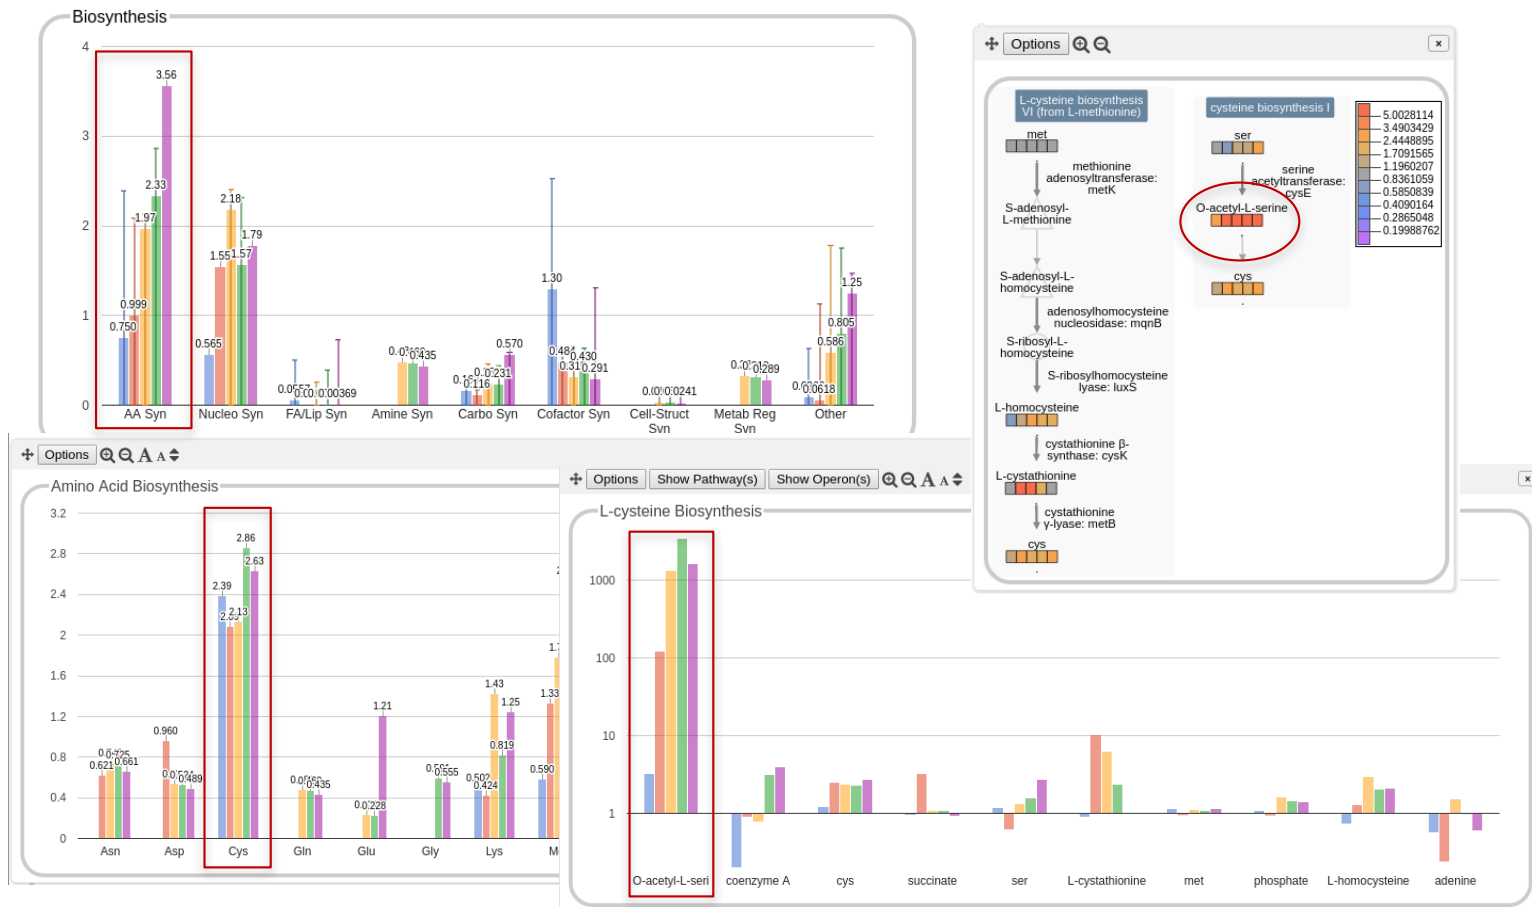 Biosynthesis
4
3
2
1
0
0.750
0.999
1.97
2.33
3.56
0.565
1.55
2.18
1.57
1.79
1.30
0.484
0.430
0.291
0.435
0.116
0.231
0.570
0.289
0.0618
0.586
0.805
1.25
AA Syn
Nucleo Syn
FA/Lip Syn
Amine Syn
Carbo Syn
Cofactor Syn
Cell-Struct
Syn
Metab Reg
Syn
Other
Options
A A
Amino Acid Biosynthesis
3.2
2.8
2.4
2
1.6
1.2
0.8
0.4
0
0.621
0.661
0.960
0.489
2.39
2.13
2.86
2.63
0.435
0.228
1.21
0.555
0.502
0.424
1.43
0.819
1.25
0.590
1.33
Asn
Asp
Cys
Gln
Glu
Gly
Lys
Options
Show Pathway(s)
Show Operon(s)
A A
L-cysteine Biosynthesis
1000
100
10
1
O-acetyl-L-seri
coenzyme A
cys
succinate
ser
L-cystathionine
met
phosphate
L-homocysteine
adenine
Options
L-cysteine biosynthesis
VI (from L-methionine)
met
methionine
adenosyltransferase:
metK
S-adenosyl-
L-methionine
S-adenosyl-L-
homocysteine
adenosylhomocysteine
nucleosidase: mqnB
S-ribosyl-L-
homocysteine
S-ribosylhomocysteine
lyase: luxS
L-homocysteine
cystathionine β-
synthase: cysK
L-cystathionine
cystathionine
γ-lyase: metB
cys
cysteine biosynthesis I
ser
serine
acetyltransferase:
cysE
O-acetyl-L-serine
cys
5.0028114
3.4903429
2.4448895
1.7091565
1.1960207
0.8361059
0.5850839
0.4090164
0.2865048
0.19988762